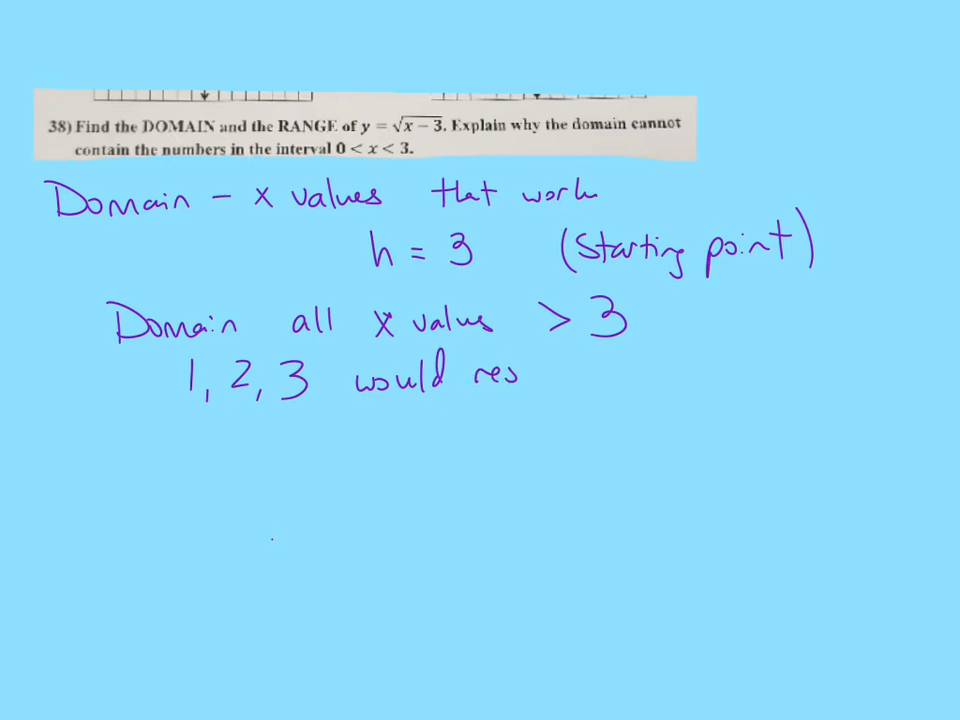 38) Find the DOMAIN and the RANGE of y = √x − 3. Explain why the domain cannot
contain the numbers in the interval 0 < x < 3.
Domain - x values that work
h = 3 (starting point)
Domain all x values > 3
1, 2, 3 would res